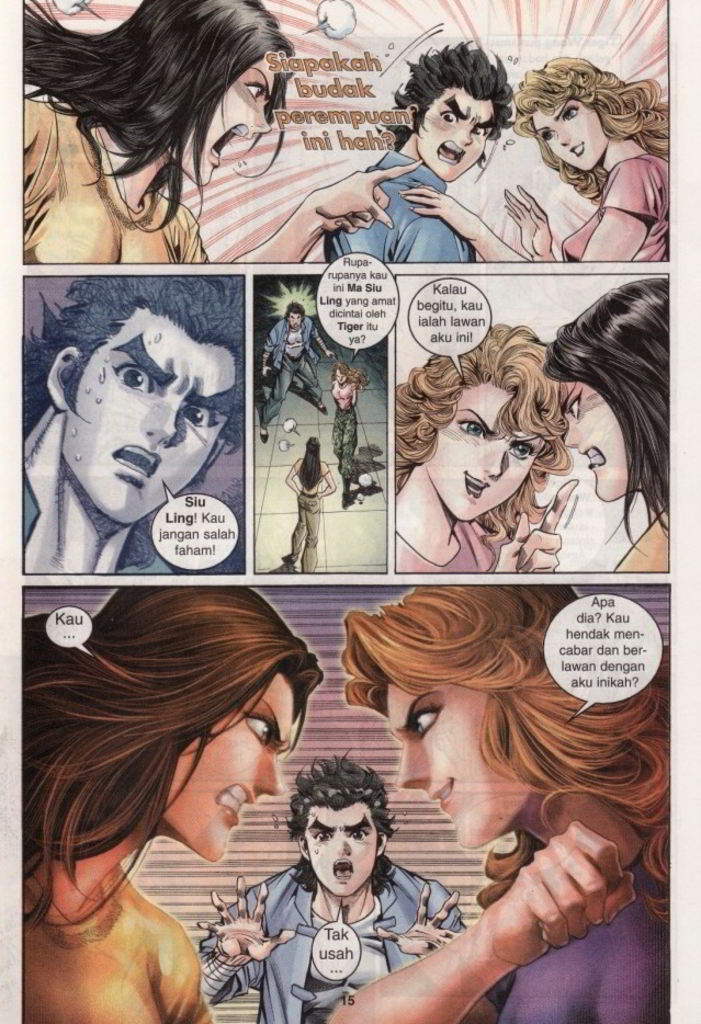 Siapakah
budak
perempuan
ini hah?
Siu
Ling! Kau
jangan salah
faham!
Rupa-
rupanya kau
ini Ma Siu
Ling yang amat
dicintai oleh
Tiger itu
ya?
Kalau
begitu, kau
ialah lawan
aku ini!
Kau
...
Apa
dia? Kau
hendak men-
cabar dan ber-
lawan dengan
aku inikah?
Tak
usah
...
15